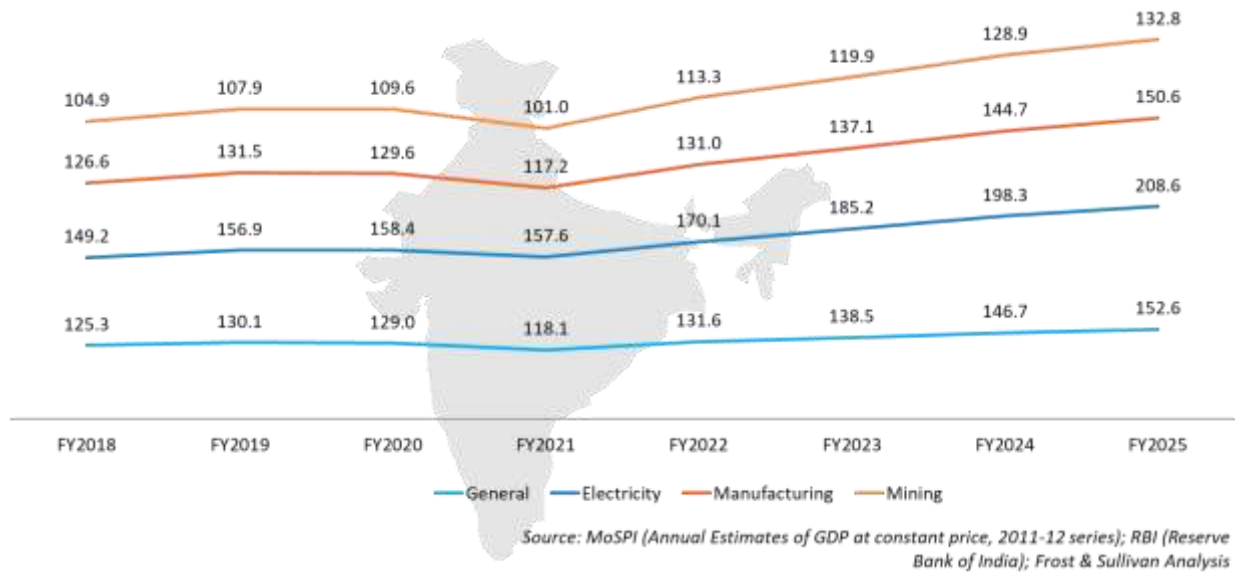 104.9 107.9 109.6 101.0 113.3 119.9 128.9 132.8
126.6 131.5 129.6 117.2 131.0 137.1 144.7 150.6
149.2 156.9 158.4 157.6 170.1 185.2 198.3 208.6
125.3 130.1 129.0 118.1 131.6 138.5 146.7 152.6
FY2018 FY2019 FY2020 FY2021 FY2022 FY2023 FY2024 FY2025
General Electricity Manufacturing Mining
Source: MoSPI (Annual Estimates of GDP at constant price, 2011-12 series); RBI (Reserve
Bank of India); Frost & Sullivan Analysis